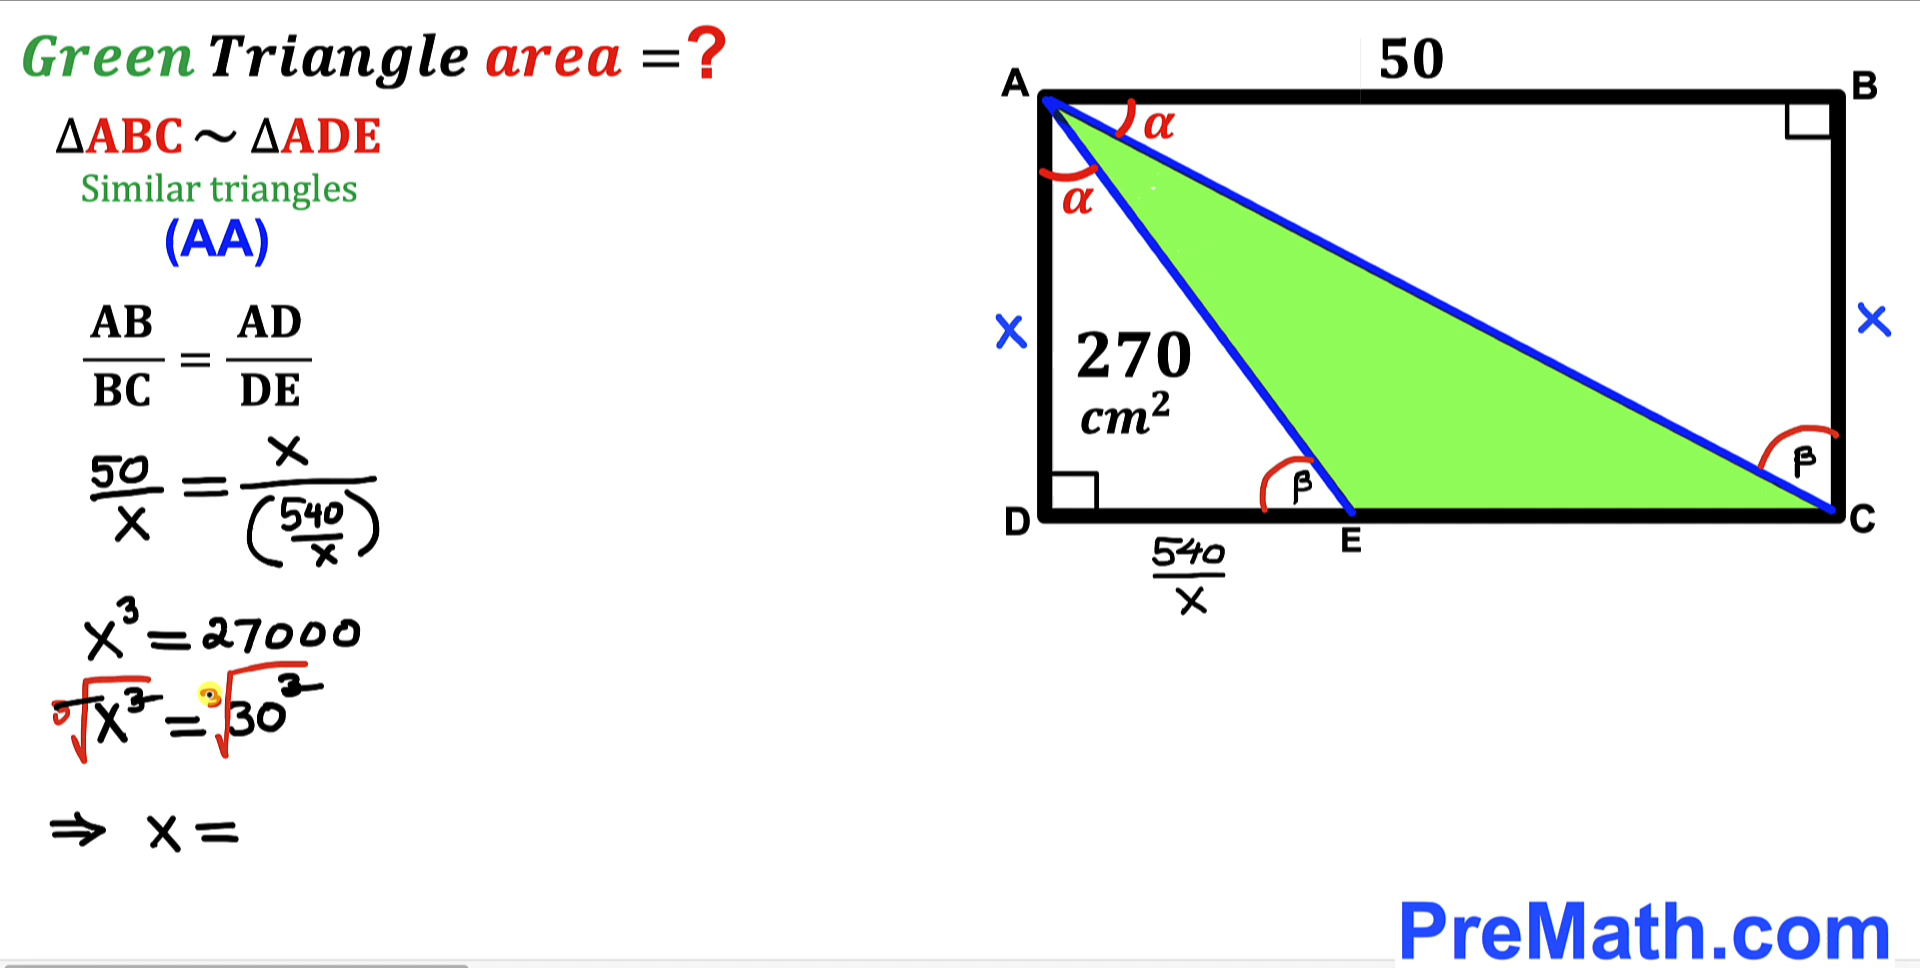 Green Triangle area = ?
ΔABC ~ ΔADE
Similar triangles
(AA)
AB/BC = AD/DE
50/x = x/(540/x)
x³ = 27000
∛x³ = ∛30³
⇒ x =
50
A
B
α
α
x
x
270
cm²
β
β
D
E
C
540/x
PreMath.com